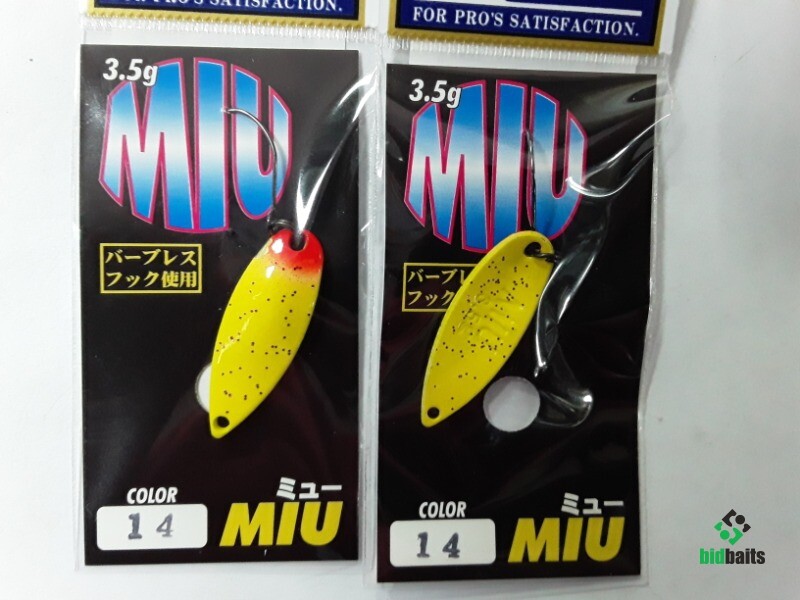 FOR PRO'S SATISFACTION.
3.5g
MIU
バーブレス
フック使用
COLOR
14
ミュー
MIU
FOR PRO'S SATISFACTION.
3.5g
MIU
バーブレ
フック
COLOR
14
ミュー
MIU
bidbaits